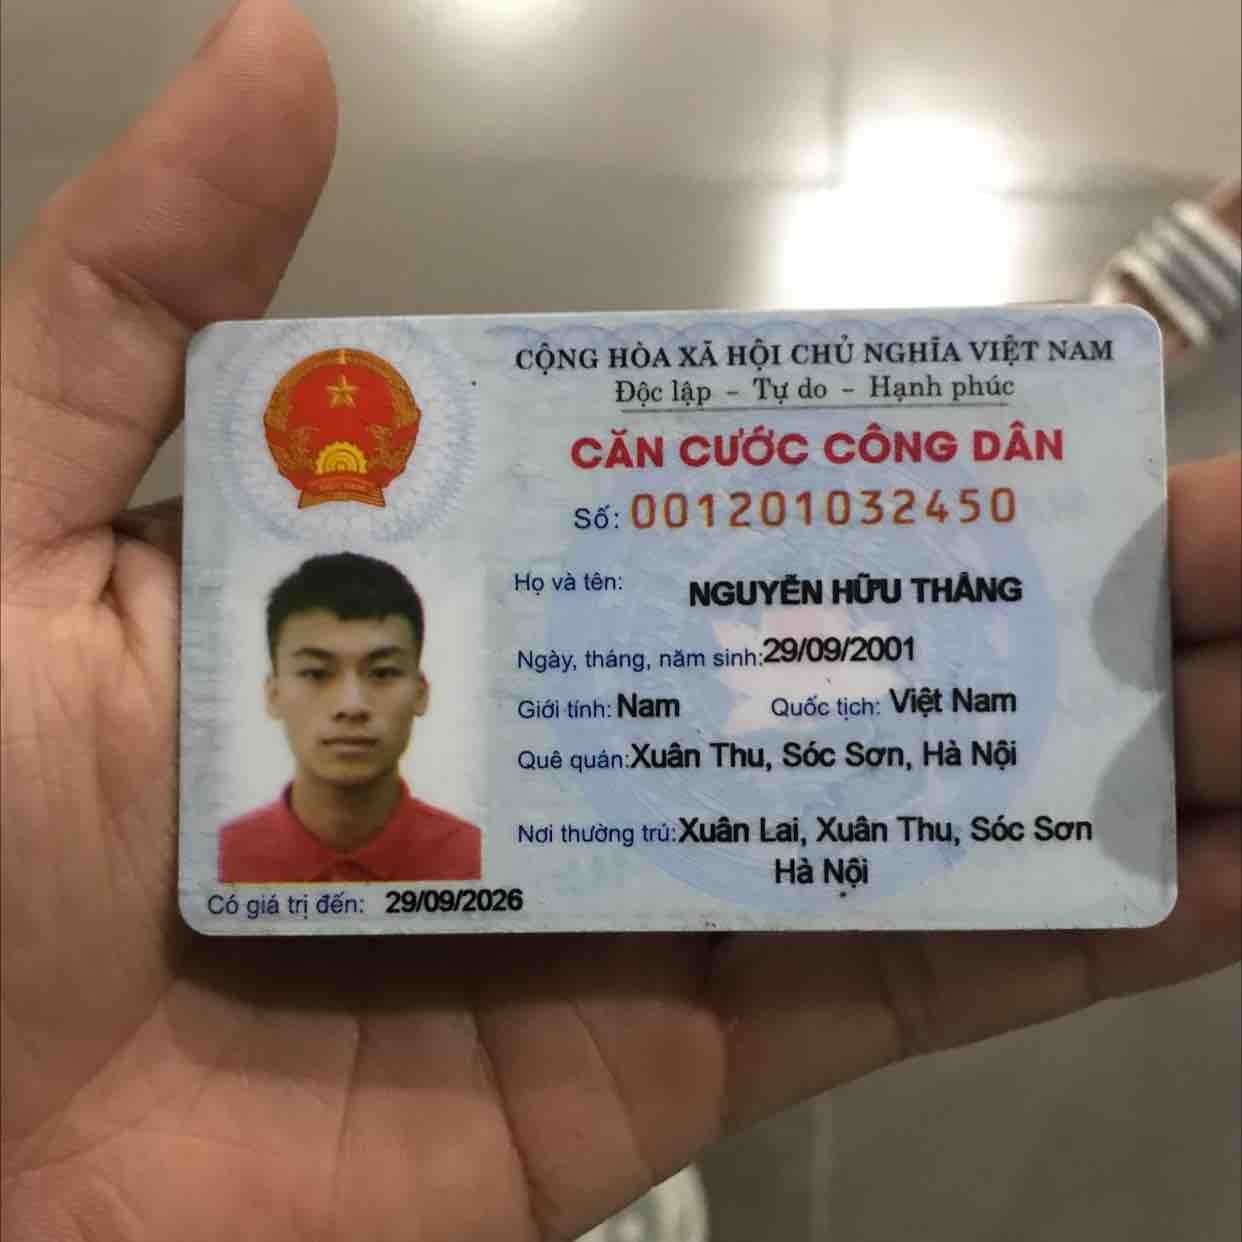 CỘNG HÒA XÃ HỘI CHỦ NGHĨA VIỆT NAM
Độc lập - Tự do - Hạnh phúc
CĂN CƯỚC CÔNG DÂN
Số: 001201032450
Họ và tên: NGUYỄN HỮU THẮNG
Ngày, tháng, năm sinh: 29/09/2001
Giới tính: Nam Quốc tịch: Việt Nam
Quê quán: Xuân Thu, Sóc Sơn, Hà Nội
Nơi thường trú: Xuân Lai, Xuân Thu, Sóc Sơn
Hà Nội
Có giá trị đến: 29/09/2026